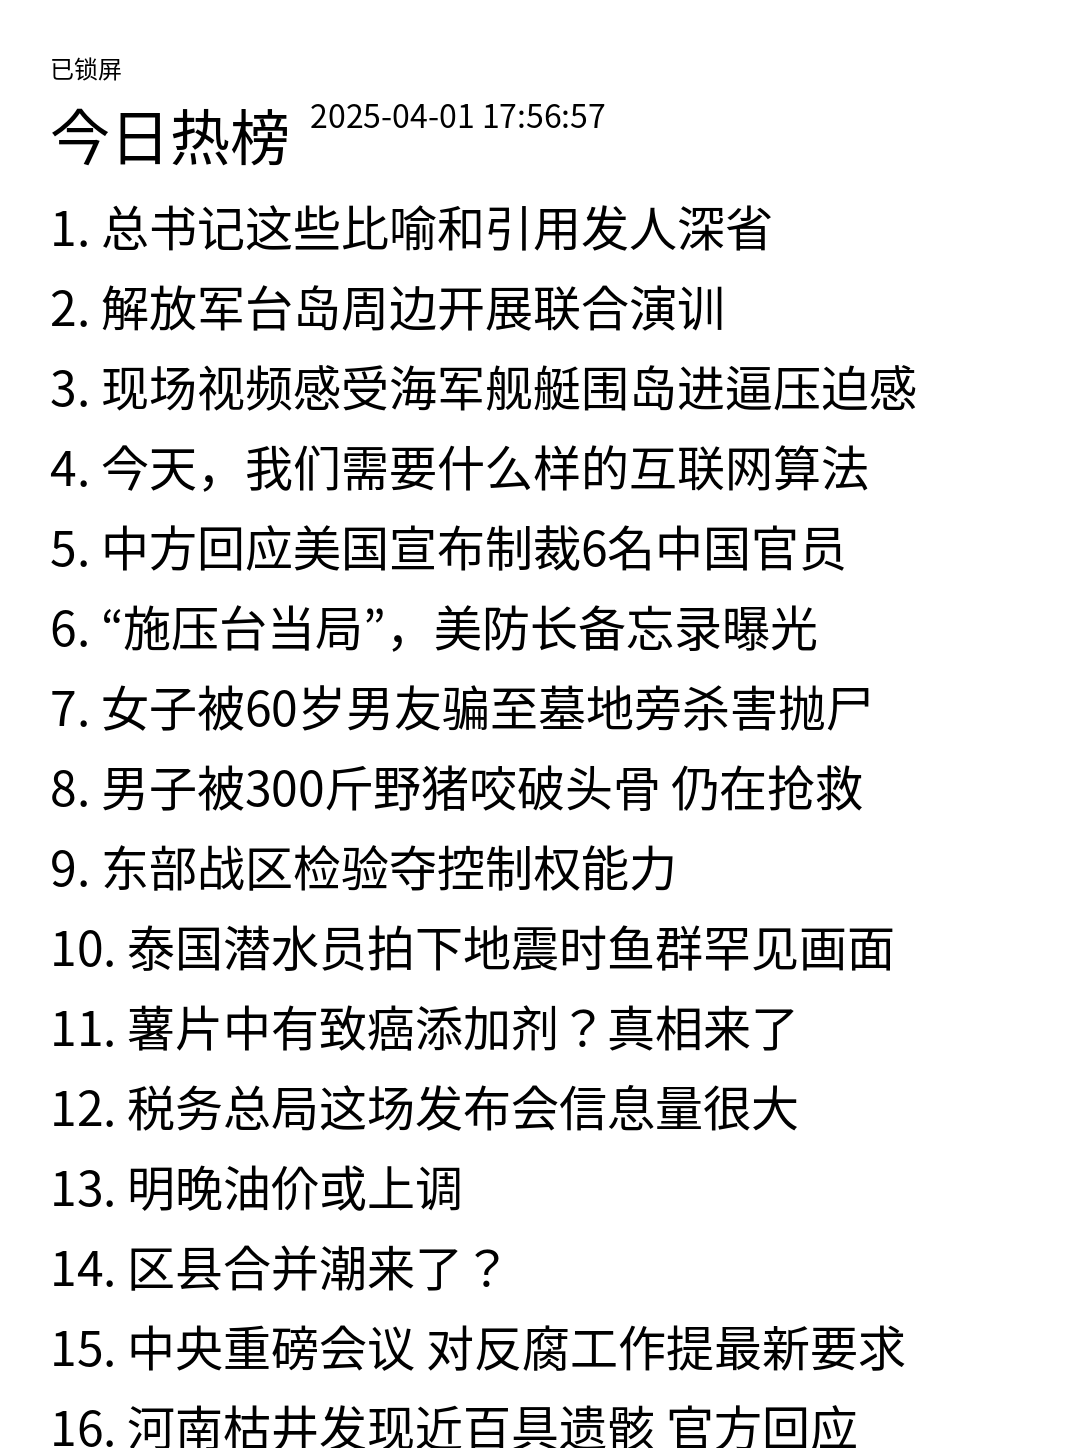 已锁屏
今日热榜 2025-04-01 17:56:57
1. 总书记这些比喻和引用发人深省
2. 解放军台岛周边开展联合演训
3. 现场视频感受海军舰艇围岛进逼压迫感
4. 今天，我们需要什么样的互联网算法
5. 中方回应美国宣布制裁6名中国官员
6. “施压台当局”，美防长备忘录曝光
7. 女子被60岁男友骗至墓地旁杀害抛尸
8. 男子被300斤野猪咬破头骨 仍在抢救
9. 东部战区检验夺控制权能力
10. 泰国潜水员拍下地震时鱼群罕见画面
11. 薯片中有致癌添加剂？真相来了
12. 税务总局这场发布会信息量很大
13. 明晚油价或上调
14. 区县合并潮来了？
15. 中央重磅会议 对反腐工作提最新要求
16. 河南枯井发现近百具遗骸 官方回应